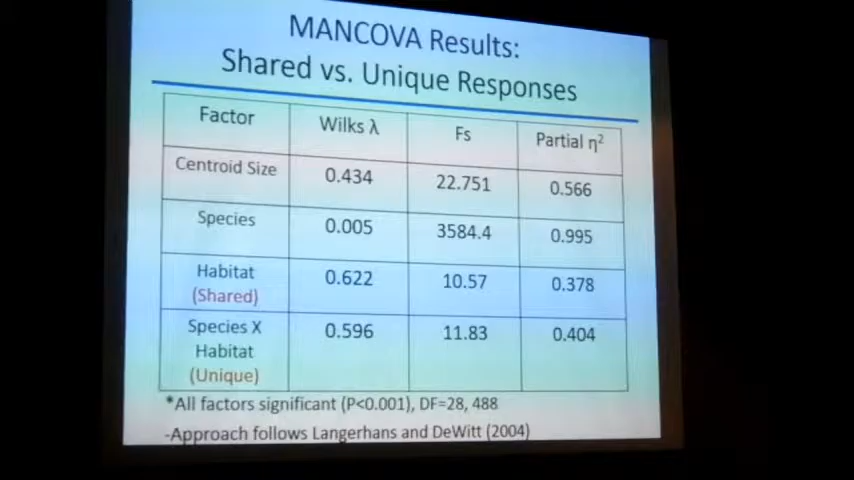 MANCOVA Results:
Shared vs. Unique Responses
Factor Wilks λ Fs Partial η²
Centroid Size 0.434 22.751 0.566
Species 0.005 3584.4 0.995
Habitat
(Shared) 0.622 10.57 0.378
Species X
Habitat
(Unique) 0.596 11.83 0.404
*All factors significant (P<0.001), DF=28, 488
-Approach follows Langerhans and DeWitt (2004)